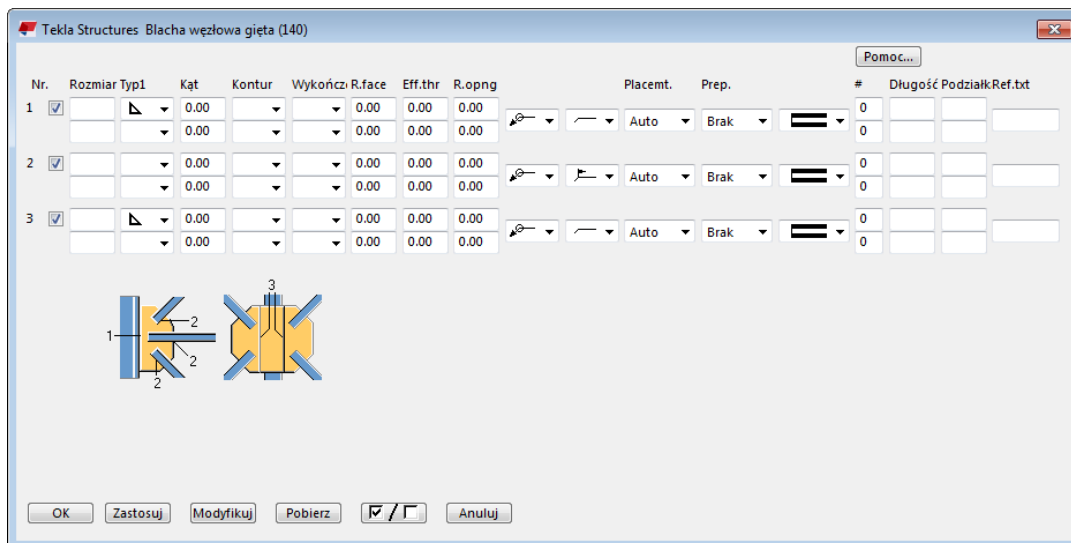 Tekla Structures Blacha węzłowa gięta (140)
Pomoc...
Nr. Rozmiar Typ1 Kąt Kontur Wykończ R.face Eff.thr R.opng Placemt. Prep. # Długość Podziałk Ref.txt
1 0.00 0.00 0.00 0.00 Auto Brak 0
0.00 0.00 0.00 0.00 0
2 0.00 0.00 0.00 0.00 Auto Brak 0
0.00 0.00 0.00 0.00 0
3 0.00 0.00 0.00 0.00 Auto Brak 0
0.00 0.00 0.00 0.00 0
3
2
1
2
2
OK Zastosuj Modyfikuj Pobierz / Anuluj